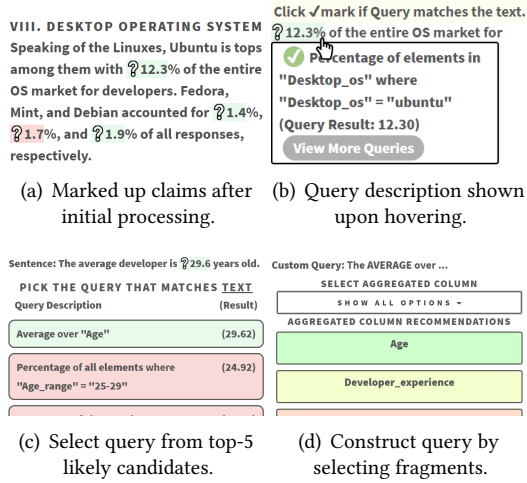 VIII. DESKTOP OPERATING SYSTEM
Speaking of the Linuxes, Ubuntu is tops
among them with ?12.3% of the entire
OS market for developers. Fedora,
Mint, and Debian accounted for ?1.4%,
?1.7%, and ?1.9% of all responses,
respectively.
(a) Marked up claims after
initial processing.
Click ✓mark if Query matches the text.
?12.3% of the entire OS market for
Percentage of elements in
"Desktop_os" where
"Desktop_os" = "ubuntu"
(Query Result: 12.30)
View More Queries
(b) Query description shown
upon hovering.
Sentence: The average developer is ?29.6 years old.
PICK THE QUERY THAT MATCHES TEXT
Query Description (Result)
Average over "Age" (29.62)
Percentage of all elements where (24.92)
"Age_range" = "25-29"
(c) Select query from top-5
likely candidates.
Custom Query: The AVERAGE over ...
SELECT AGGREGATED COLUMN
SHOW ALL OPTIONS
AGGREGATED COLUMN RECOMMENDATIONS
Age
Developer_experience
(d) Construct query by
selecting fragments.